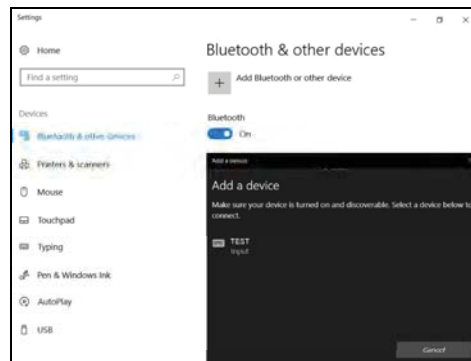 Settings
Home
Bluetooth & other devices
Find a setting
Add Bluetooth or other device
Devices
Bluetooth
Bluetooth & other devices
On
Printers & scanners
Add a device
Add a device
Mouse
Make sure your device is turned on and discoverable. Select a device below to
connect.
Touchpad
TEST
Input
Typing
Pen & Windows Ink
AutoPlay
USB
Cancel